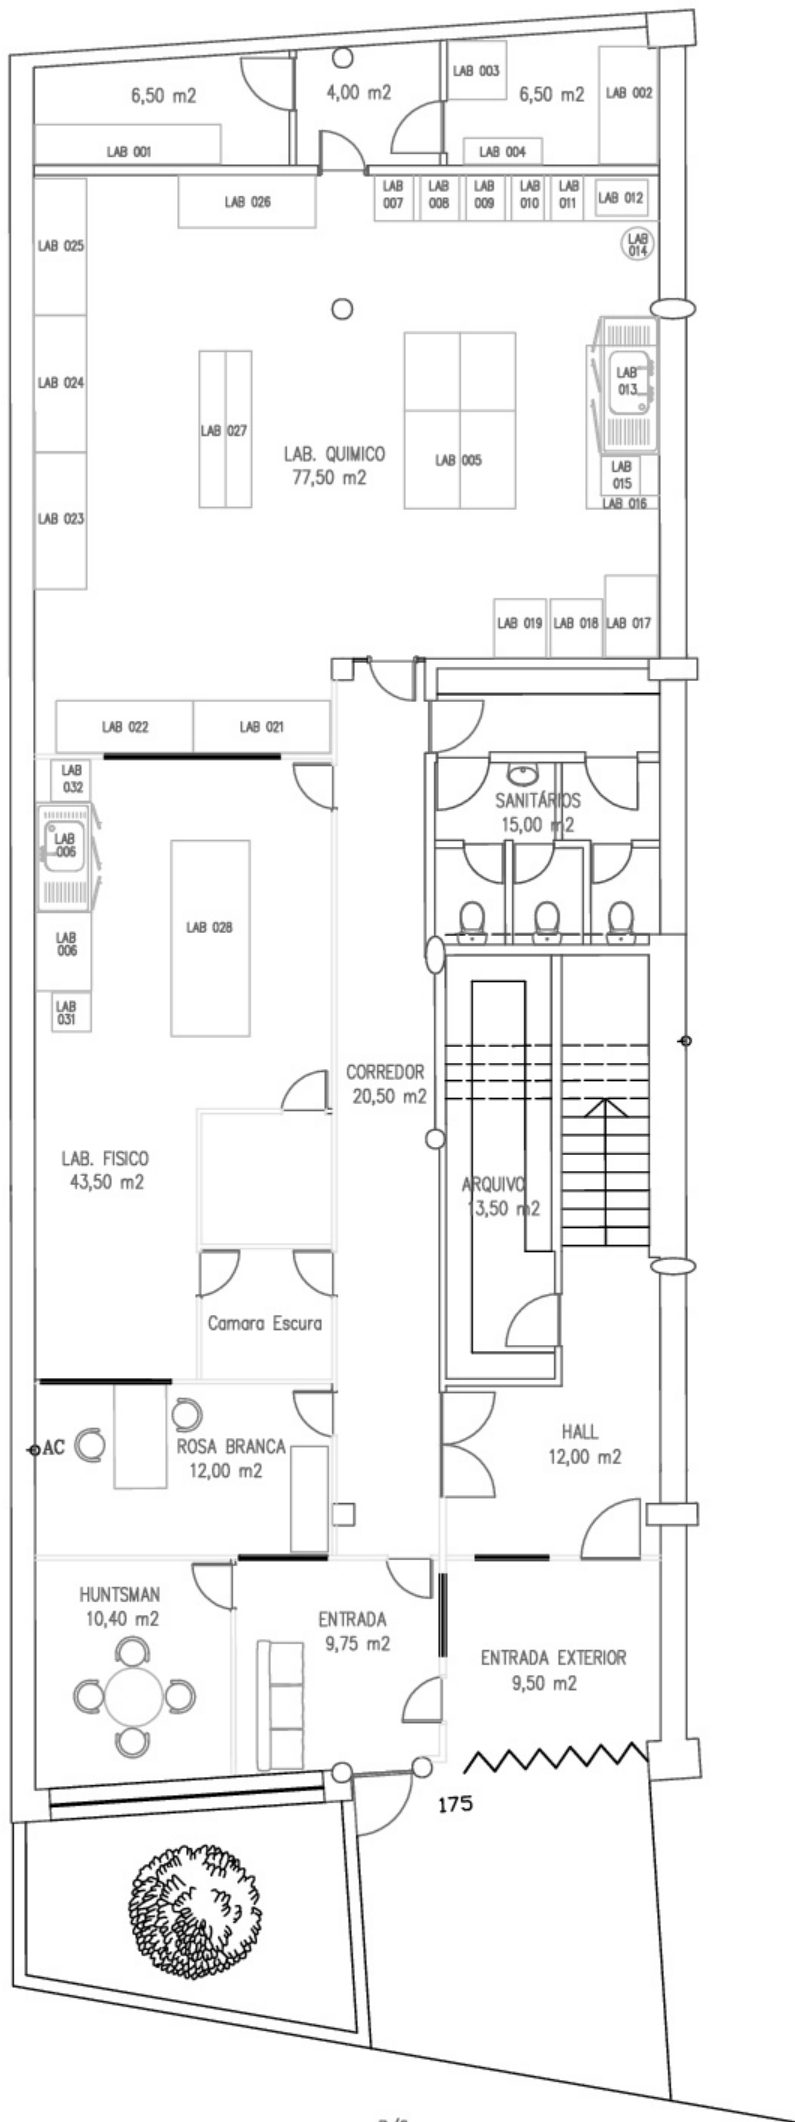 6,50 m2
4,00 m2
6,50 m2
LAB 003
LAB 002
LAB 001
LAB 004
LAB 026
LAB
007
LAB
008
LAB
009
LAB
010
LAB
011
LAB 012
LAB
014
LAB 025
LAB 024
LAB 023
LAB 027
LAB. QUIMICO
77,50 m2
LAB 005
LAB
013
LAB
015
LAB 016
LAB 019
LAB 018
LAB 017
LAB 022
LAB 021
LAB
032
LAB
006
LAB
006
LAB
031
LAB 028
SANITÁRIOS
15,00 m2
CORREDOR
20,50 m2
LAB. FISICO
43,50 m2
ARQUIVO
13,50 m2
Camara Escura
AC
ROSA BRANCA
12,00 m2
HALL
12,00 m2
HUNTSMAN
10,40 m2
ENTRADA
9,75 m2
ENTRADA EXTERIOR
9,50 m2
175